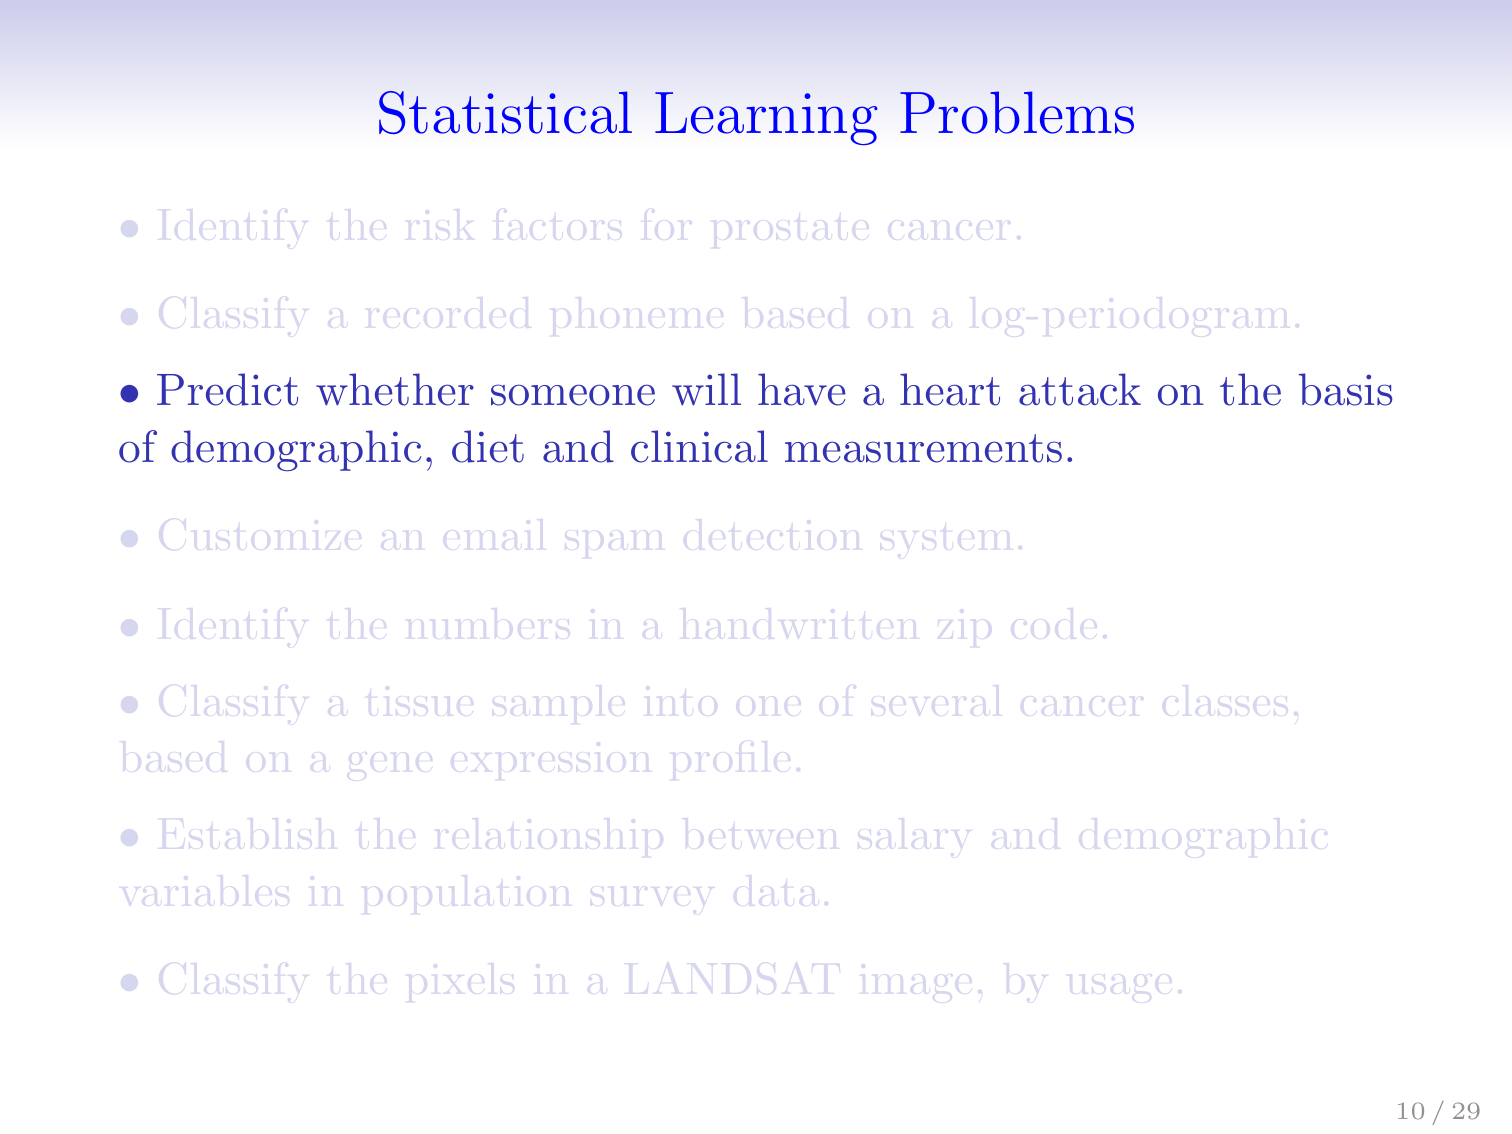 Statistical Learning Problems
• Identify the risk factors for prostate cancer.
• Classify a recorded phoneme based on a log-periodogram.
• Predict whether someone will have a heart attack on the basis
of demographic, diet and clinical measurements.
• Customize an email spam detection system.
• Identify the numbers in a handwritten zip code.
• Classify a tissue sample into one of several cancer classes,
based on a gene expression profile.
• Establish the relationship between salary and demographic
variables in population survey data.
• Classify the pixels in a LANDSAT image, by usage.
10 / 29